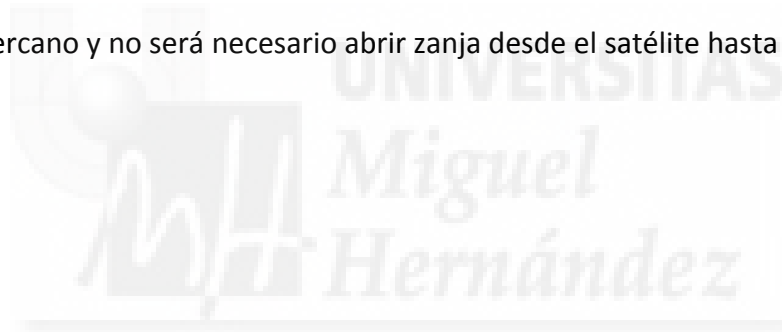 ercano y no será necesario abrir zanja desde el satélite hasta
UNIVERSITAS
Miguel
Hernández